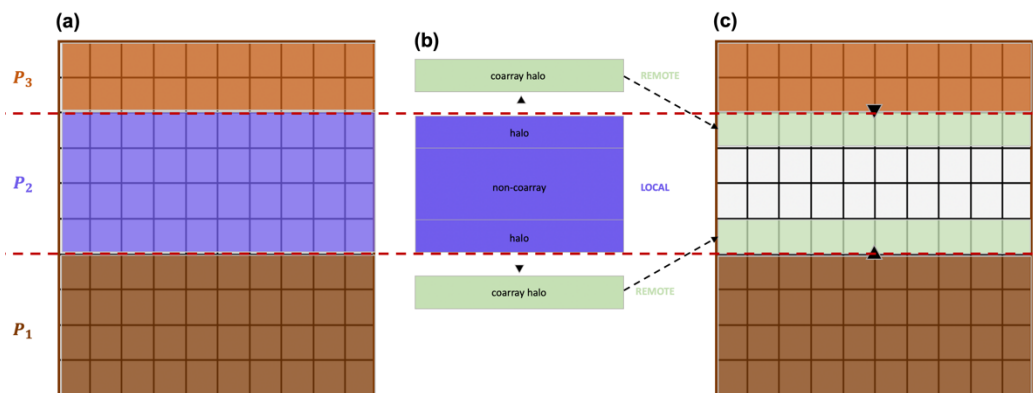 (a)
(b)
(c)
P3
coarray halo
REMOTE
halo
P2
non-coarray
LOCAL
halo
coarray halo
REMOTE
P1